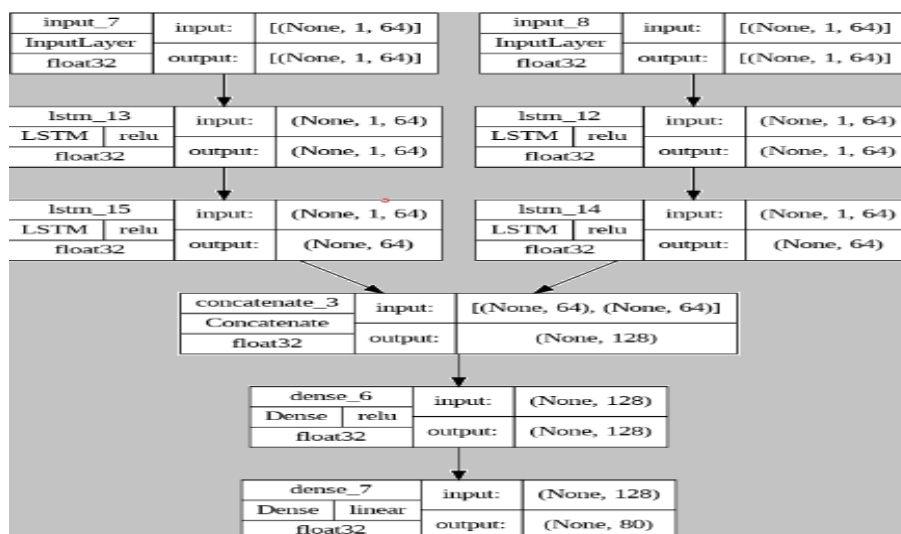 input_7
InputLayer
float32
input:
[(None, 1, 64)]
output:
[(None, 1, 64)]
input_8
InputLayer
float32
input:
[(None, 1, 64)]
output:
[(None, 1, 64)]
lstm_13
LSTM relu
float32
input:
(None, 1, 64)
output:
(None, 1, 64)
lstm_12
LSTM relu
float32
input:
(None, 1, 64)
output:
(None, 1, 64)
lstm_15
LSTM relu
float32
input:
(None, 1, 64)
output:
(None, 64)
lstm_14
LSTM relu
float32
input:
(None, 1, 64)
output:
(None, 64)
concatenate_3
Concatenate
float32
input:
[(None, 64), (None, 64)]
output:
(None, 128)
dense_6
Dense relu
float32
input:
(None, 128)
output:
(None, 128)
dense_7
Dense linear
float32
input:
(None, 128)
output:
(None, 80)